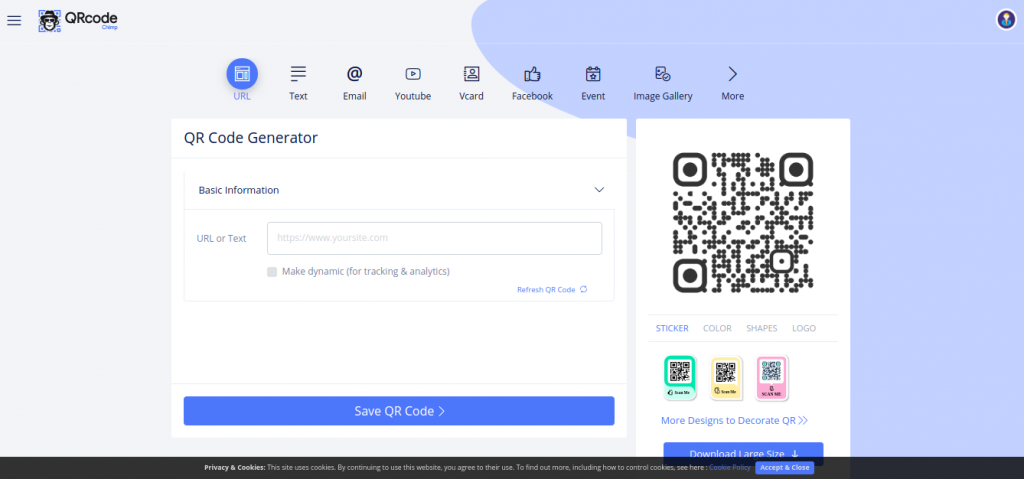 QRcode
Chimp
URL
Text
@
Email
Youtube
Vcard
Facebook
Event
Image Gallery
More
QR Code Generator
Basic Information
URL or Text
https://www.yoursite.com
Make dynamic (for tracking & analytics)
Refresh QR Code
Save QR Code
STICKER COLOR SHAPES LOGO
Scan Me
Scan Me
SCAN ME
More Designs to Decorate QR
Download Large Size
Privacy & Cookies: This site uses cookies. By continuing to use this website, you agree to their use. To find out more, including how to control cookies, see here : Cookie Policy Accept & Close